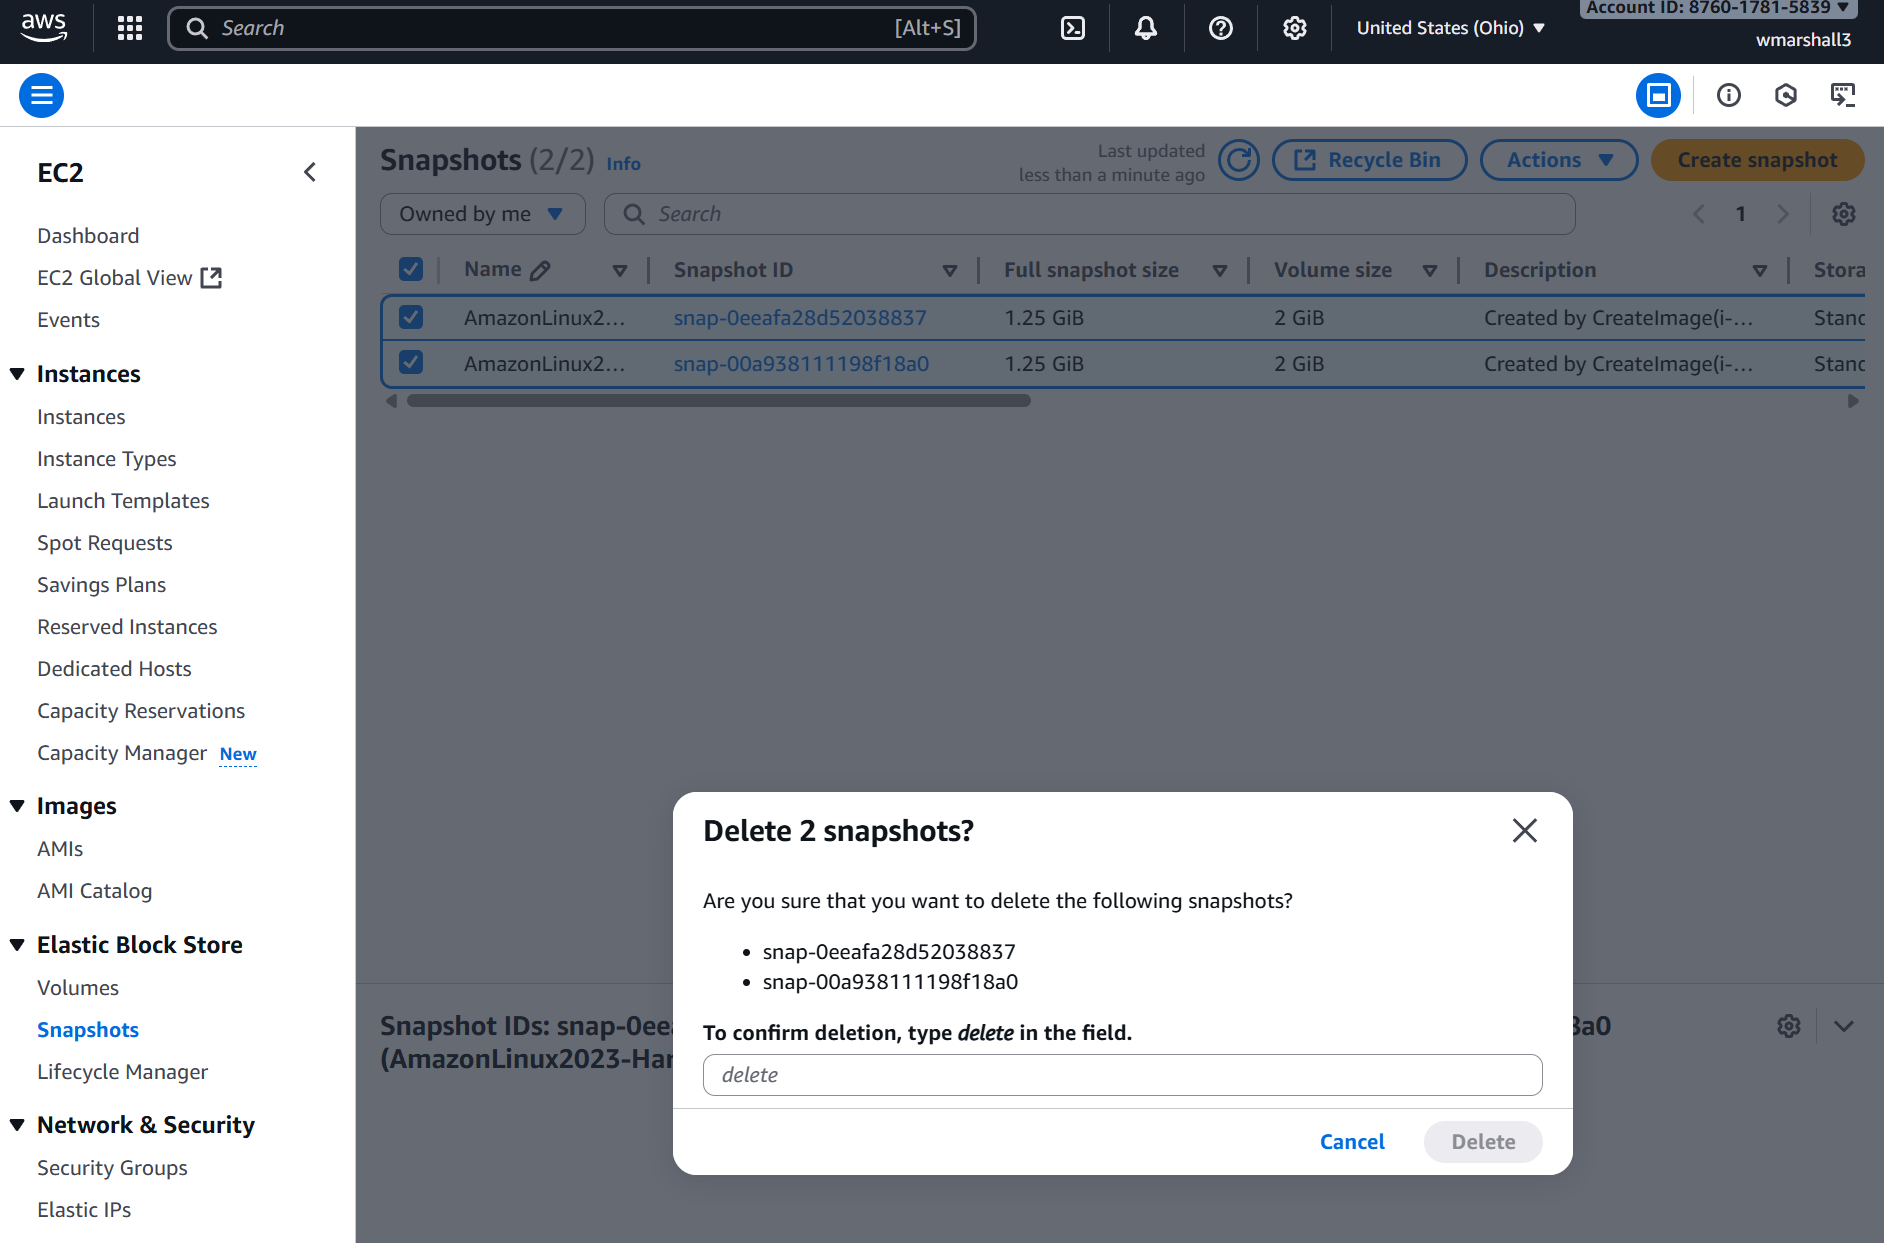 aws
Search [Alt+S]
United States (Ohio)
Account ID: 8760-1781-5839
wmarshall3
EC2
Dashboard
EC2 Global View
Events
Instances
Instances
Instance Types
Launch Templates
Spot Requests
Savings Plans
Reserved Instances
Dedicated Hosts
Capacity Reservations
Capacity Manager New
Images
AMIs
AMI Catalog
Elastic Block Store
Volumes
Snapshots
Lifecycle Manager
Network & Security
Security Groups
Elastic IPs
Snapshots (2/2) Info
Last updated
less than a minute ago
Recycle Bin
Actions
Create snapshot
Owned by me
Search
1
Name Snapshot ID Full snapshot size Volume size Description Stora
AmazonLinux2... snap-0eeafa28d52038837 1.25 GiB 2 GiB Created by CreateImage(i-... Stand
AmazonLinux2... snap-00a938111198f18a0 1.25 GiB 2 GiB Created by CreateImage(i-... Stand
Snapshot IDs: snap-0eea 8a0
(AmazonLinux2023-Har
Delete 2 snapshots?
Are you sure that you want to delete the following snapshots?
• snap-0eeafa28d52038837
• snap-00a938111198f18a0
To confirm deletion, type delete in the field.
delete
Cancel Delete